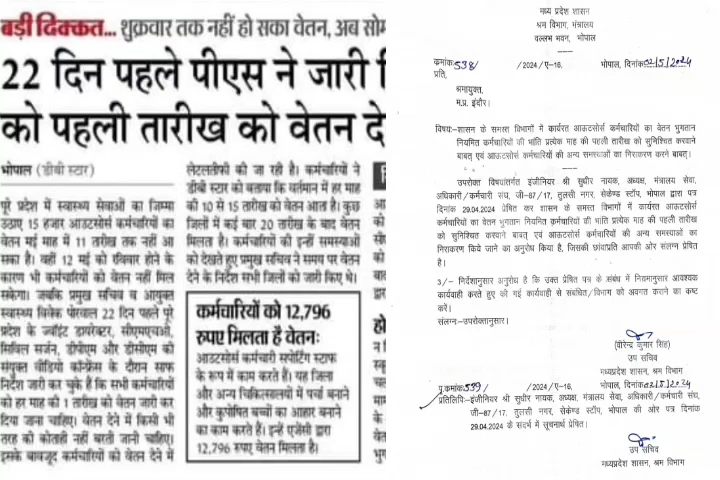 बड़ी दिक्कत... शुक्रवार तक नहीं हो सका वेतन, अब सोम
22 दिन पहले पीएस ने जारी
को पहली तारीख को वेतन दे
भोपाल (डीबी स्टार)
पूरे प्रदेश में स्वास्थ्य सेवाओं का जिम्मा
उठाए 15 हजार आउटसोर्स कर्मचारियों का
वेतन मई माह में 11 तारीख तक नहीं आ
सका है। वहीं 12 मई को रविवार होने के
कारण भी कर्मचारियों को वेतन नहीं मिल
सकेगा। जबकि प्रमुख सचिव व आयुक्त
स्वास्थ्य विवेक पोरवाल 22 दिन पहले पूरे
प्रदेश के ज्वॉइंट डायरेक्टर, सीएमएचओ,
सिविल सर्जन, डीपीएम और डीसीएम की
संयुक्त वीडियो कॉन्फ्रेंस के दौरान साफ
निर्देश जारी कर चुके हैं कि सभी कर्मचारियों
को हर माह की 1 तारीख को वेतन जारी कर
दिया जाना चाहिए। वेतन देने में किसी भी
तरह की कोताही नहीं बरती जानी चाहिए।
इसके बावजूद कर्मचारियों को वेतन देने में
लेटलतीफी की जा रही है। कर्मचारियों ने
डीबी स्टार को बताया कि वर्तमान में हर माह
की 10 से 15 तारीख को वेतन आता है। कुछ
जिलों में कई बार 20 तारीख के बाद वेतन
मिलता है। कर्मचारियों की इन्हीं समस्याओं
को देखते हुए प्रमुख सचिव ने समय पर वेतन
देने के निर्देश सभी जिलों को जारी किए थे।
कर्मचारियों को 12,796
रुपए मिलता है वेतनः
आउटसोर्स कर्मचारी सपोर्टिंग स्टाफ
के रूप में काम करते हैं। यह जिला
और अन्य चिकित्सालयों में पर्चा बनाने
और कुपोषित बच्चों का आहार बनाने
का काम करते हैं। इन्हें एजेंसी द्वारा
12,796 रुपए वेतन मिलता है।
मध्य प्रदेश शासन
श्रम विभाग, मंत्रालय
वल्लभ भवन, भोपाल
कमांक 538/ /2024/ए-16, भोपाल, दिनांक 02/5/2024
प्रति,
श्रमायुक्त,
म.प्र. इंदौर।
विषयः-शासन के समस्त विभागों में कार्यरत आऊटसोर्स कर्मचारियों का वेतन भुगतान
नियमित कर्मचारियों की भांति प्रत्येक माह की पहली तारीख को सुनिश्चित करवाने
बाबत् एवं आऊटसोर्स कर्मचारियों की अन्य समस्याओं का निराकरण करने बाबत्।
उपरोक्त विषयांतर्गत इंजीनियर श्री सुधीर नायक, अध्यक्ष, मंत्रालय सेवा,
अधिकारी/कर्मचारी संघ, जी-87/17, तुलसी नगर, सेकेण्ड स्टॉप, भोपाल द्वारा पत्र
दिनांक 29.04.2024 प्रेषित कर शासन के समस्त विभागों में कार्यरत आऊटसोर्स
कर्मचारियों का वेतन भुगतान नियमित कर्मचारियों की भांति प्रत्येक माह की पहली तारीख
को सुनिश्चित करवाने बाबत् एवं आऊटसोर्स कर्मचारियों की अन्य समस्याओं का
निराकरण किये जाने का अनुरोध किया है, जिसकी छायाप्रति आपकी ओर संलग्न प्रेषित
है।
3/- निर्देशानुसार अनुरोध है कि उक्त प्रेषित पत्र के संबंध में नियमानुसार आवश्यक
कार्यवाही करते हुए की गई कार्यवाही से संबंधित/विभाग को अवगत कराने का कष्ट
करें।
संलग्नः-उपरोक्तानुसार।
(वीरेन्द्र कुमार सिंह)
उप सचिव
मध्यप्रदेश शासन, श्रम विभाग
पृ.कमांक 539/ /2024/ए-16, भोपाल, दिनांक 02/5/2024
प्रतिलिपिः-इंजीनियर श्री सुधीर नायक, अध्यक्ष, मंत्रालय सेवा, अधिकारी/कर्मचारी संघ,
जी-87/17, तुलसी नगर, सेकेण्ड स्टॉप, भोपाल की ओर पत्र दिनांक
29.04.2024 के संदर्भ में सूचनार्थ प्रेषित।
उप सचिव
मध्यप्रदेश शासन, श्रम विभाग